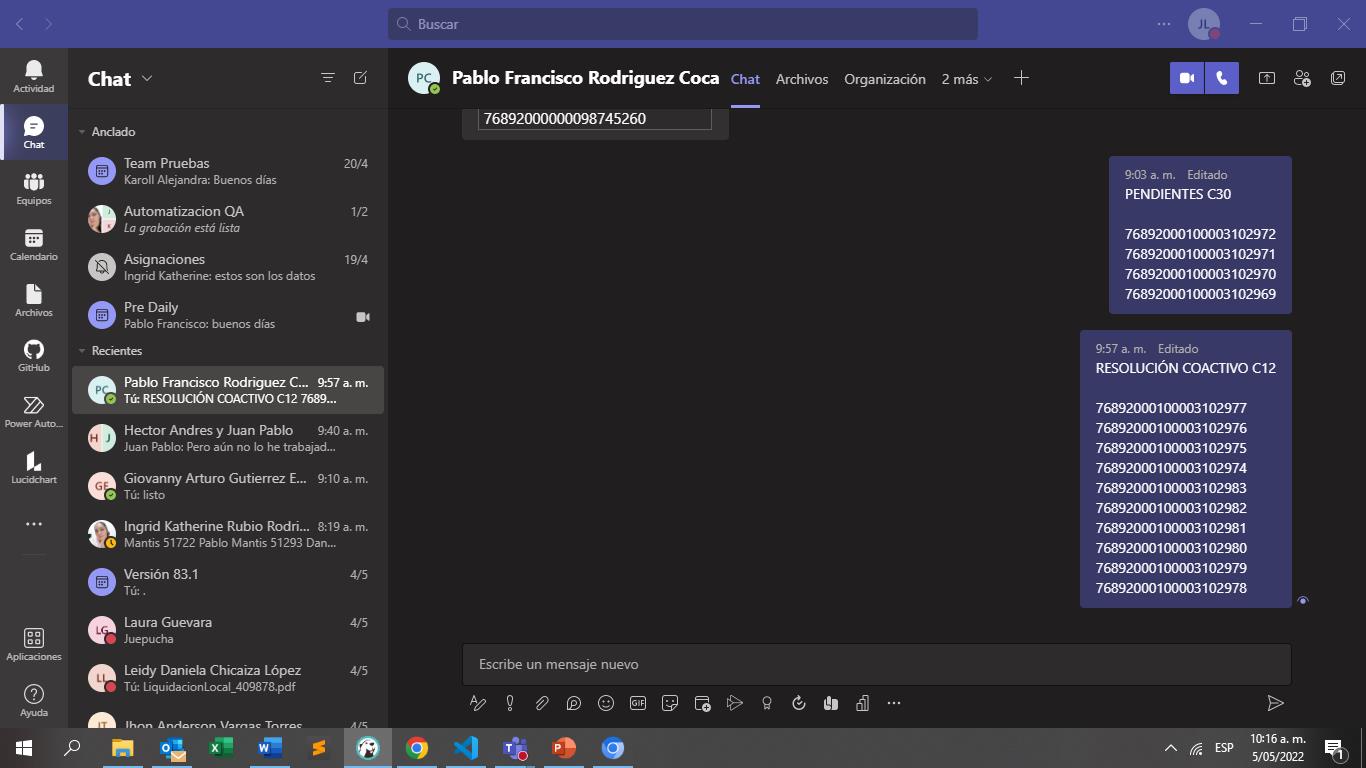 Buscar
JL
Actividad
Chat
Equipos
Calendario
Archivos
GitHub
Power Auto...
Lucidchart
Aplicaciones
Ayuda
Chat
Anclado
Team Pruebas 20/4
Karoll Alejandra: Buenos días
Automatizacion QA 1/2
La grabación está lista
Asignaciones 19/4
Ingrid Katherine: estos son los datos
Pre Daily
Pablo Francisco: buenos días
Recientes
PC Pablo Francisco Rodriguez C... 9:57 a. m.
Tú: RESOLUCIÓN COACTIVO C12 7689...
H J Hector Andres y Juan Pablo 9:40 a. m.
Juan Pablo: Pero aún no lo he trabajad...
GE Giovanny Arturo Gutierrez E... 9:10 a. m.
Tú: listo
Ingrid Katherine Rubio Rodri... 8:19 a. m.
Mantis 51722 Pablo Mantis 51293 Dan...
Versión 83.1 4/5
Tú: .
LG Laura Guevara 4/5
Juepucha
LL Leidy Daniela Chicaiza López 4/5
Tú: LiquidacionLocal_409878.pdf
JT Jhon Anderson Vargas Torres 4/5
PC Pablo Francisco Rodriguez Coca Chat Archivos Organización 2 más
76892000000098745260
9:03 a. m. Editado
PENDIENTES C30
76892000100003102972
76892000100003102971
76892000100003102970
76892000100003102969
9:57 a. m. Editado
RESOLUCIÓN COACTIVO C12
76892000100003102977
76892000100003102976
76892000100003102975
76892000100003102974
76892000100003102983
76892000100003102982
76892000100003102981
76892000100003102980
76892000100003102979
76892000100003102978
Escribe un mensaje nuevo
GIF
ESP
10:16 a. m.
5/05/2022
1